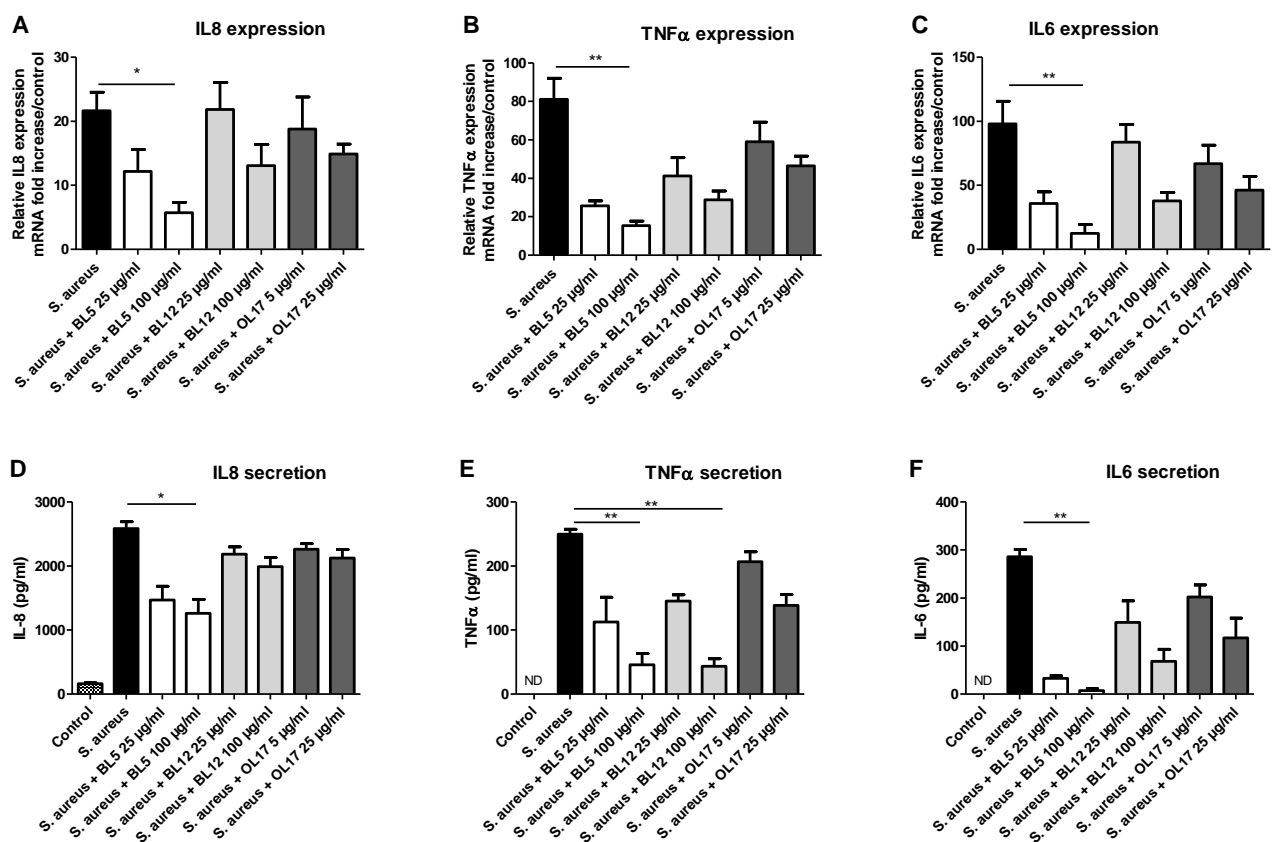 A
IL8 expression
Relative IL8 expression
mRNA fold increase/control
30
20
10
0
*
S. aureus
S. aureus + BL5 25 µg/ml
S. aureus + BL5 100 µg/ml
S. aureus + BL12 25 µg/ml
S. aureus + BL12 100 µg/ml
S. aureus + OL17 5 µg/ml
S. aureus + OL17 25 µg/ml
B
TNFα expression
Relative TNFα expression
mRNA fold increase/control
100
80
60
40
20
0
**
S. aureus
S. aureus + BL5 25 µg/ml
S. aureus + BL5 100 µg/ml
S. aureus + BL12 25 µg/ml
S. aureus + BL12 100 µg/ml
S. aureus + OL17 5 µg/ml
S. aureus + OL17 25 µg/ml
C
IL6 expression
Relative IL6 expression
mRNA fold increase/control
150
100
50
0
**
S. aureus
S. aureus + BL5 25 µg/ml
S. aureus + BL5 100 µg/ml
S. aureus + BL12 25 µg/ml
S. aureus + BL12 100 µg/ml
S. aureus + OL17 5 µg/ml
S. aureus + OL17 25 µg/ml
D
IL8 secretion
IL-8 (pg/ml)
3000
2000
1000
0
*
Control
S. aureus
S. aureus + BL5 25 µg/ml
S. aureus + BL5 100 µg/ml
S. aureus + BL12 25 µg/ml
S. aureus + BL12 100 µg/ml
S. aureus + OL17 5 µg/ml
S. aureus + OL17 25 µg/ml
E
TNFα secretion
TNFα (pg/ml)
300
200
100
0
**
**
ND
Control
S. aureus
S. aureus + BL5 25 µg/ml
S. aureus + BL5 100 µg/ml
S. aureus + BL12 25 µg/ml
S. aureus + BL12 100 µg/ml
S. aureus + OL17 5 µg/ml
S. aureus + OL17 25 µg/ml
F
IL6 secretion
IL-6 (pg/ml)
400
300
200
100
0
**
ND
Control
S. aureus
S. aureus + BL5 25 µg/ml
S. aureus + BL5 100 µg/ml
S. aureus + BL12 25 µg/ml
S. aureus + BL12 100 µg/ml
S. aureus + OL17 5 µg/ml
S. aureus + OL17 25 µg/ml